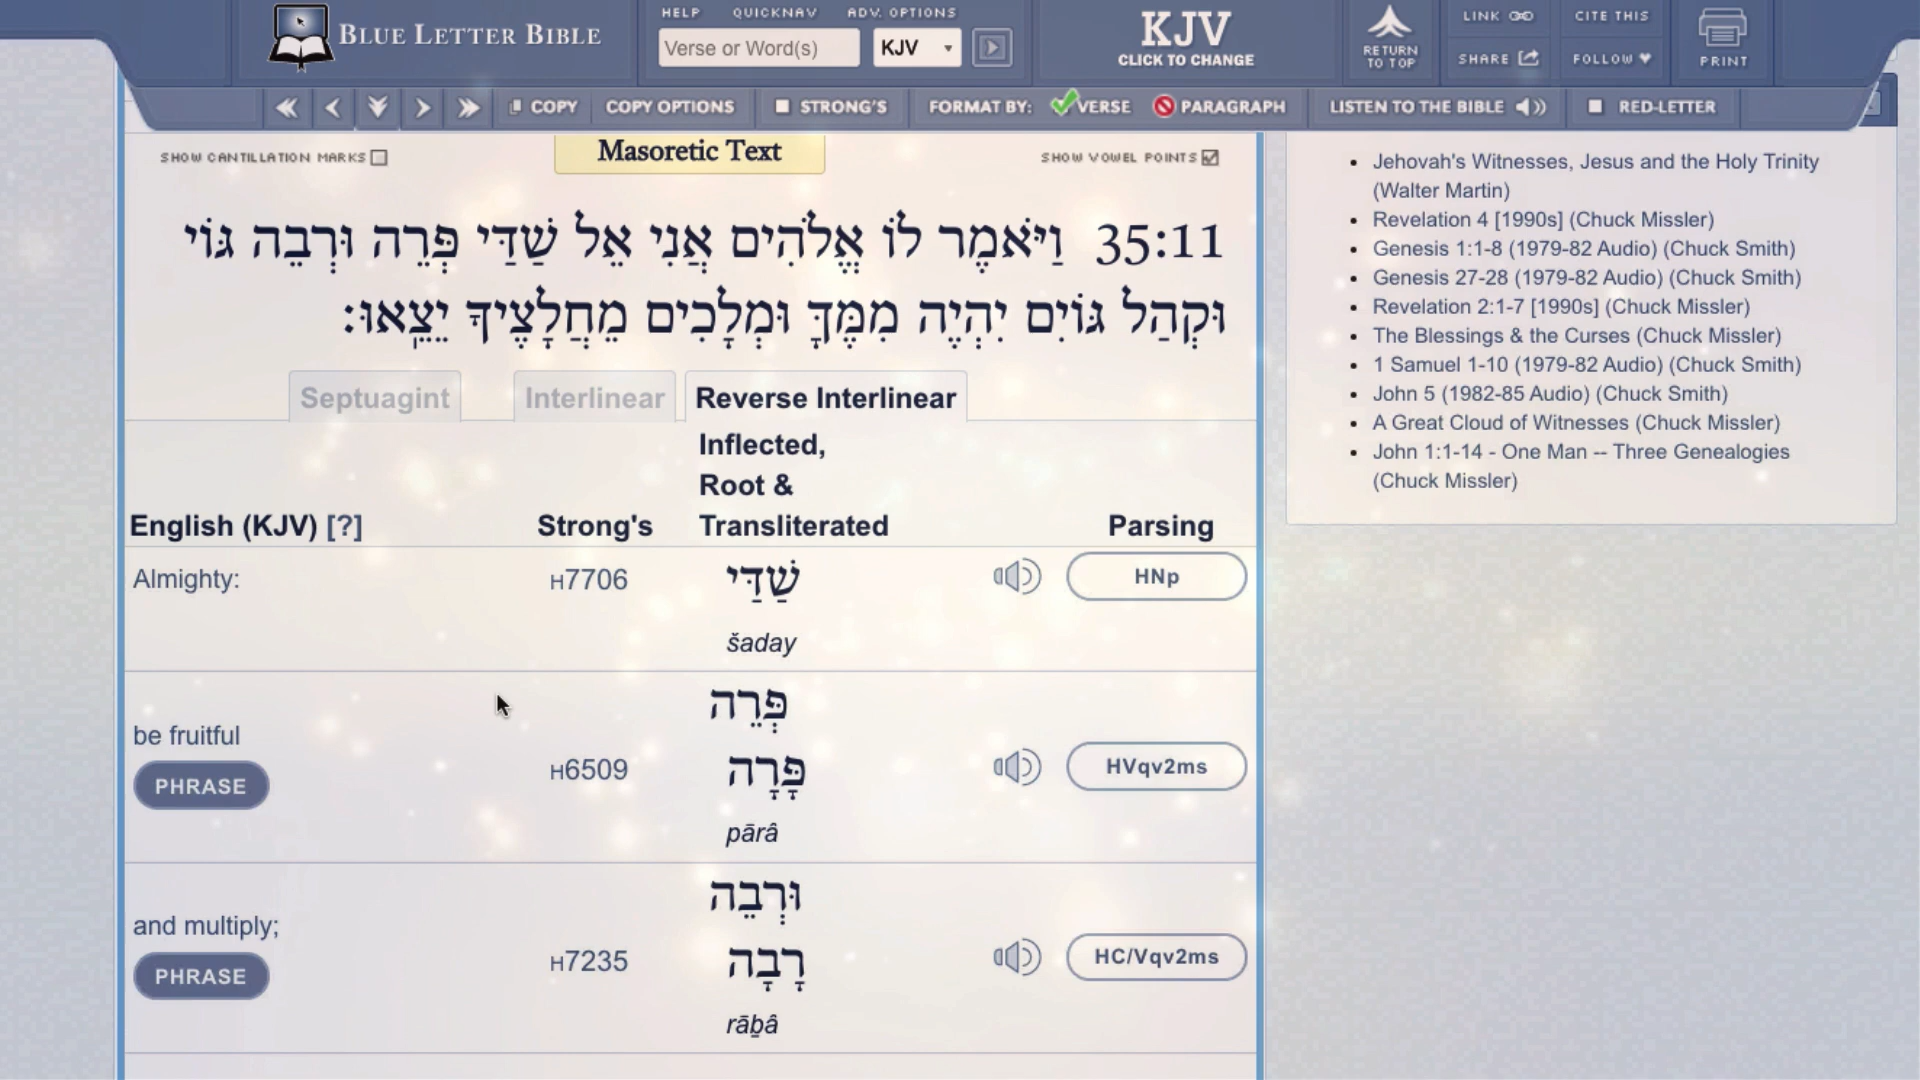 BLUE LETTER BIBLE
HELP QUICKNAV ADV. OPTIONS
Verse or Word(s) KJV
KJV
CLICK TO CHANGE
RETURN
TO TOP
LINK
SHARE
CITE THIS
FOLLOW
PRINT
COPY COPY OPTIONS STRONG'S FORMAT BY: VERSE PARAGRAPH LISTEN TO THE BIBLE RED-LETTER
SHOW CANTILLATION MARKS Masoretic Text SHOW VOWEL POINTS
35:11 וַיֹּאמֶר לוֹ אֱלֹהִים אֲנִי אֵל שַׁדַּי פְּרֵה וּרְבֵה גּוֹי
וּקְהַל גּוֹיִם יִהְיֶה מִמֶּךָּ וּמְלָכִים מֵחֲלָצֶיךָ יֵצֵאוּ׃
Septuagint Interlinear Reverse Interlinear
English (KJV) [?] Strong's Inflected,
Root &
Transliterated Parsing
Almighty: H7706 שַׁדַּי HNp
šaday
be fruitful
PHRASE
H6509
פְּרֵה
פָּרָה
pārâ
HVqv2ms
and multiply;
PHRASE
H7235
וּרְבֵה
רָבָה
rāḇâ
HC/Vqv2ms
• Jehovah's Witnesses, Jesus and the Holy Trinity
(Walter Martin)
• Revelation 4 [1990s] (Chuck Missler)
• Genesis 1:1-8 (1979-82 Audio) (Chuck Smith)
• Genesis 27-28 (1979-82 Audio) (Chuck Smith)
• Revelation 2:1-7 [1990s] (Chuck Missler)
• The Blessings & the Curses (Chuck Missler)
• 1 Samuel 1-10 (1979-82 Audio) (Chuck Smith)
• John 5 (1982-85 Audio) (Chuck Smith)
• A Great Cloud of Witnesses (Chuck Missler)
• John 1:1-14 - One Man -- Three Genealogies
(Chuck Missler)